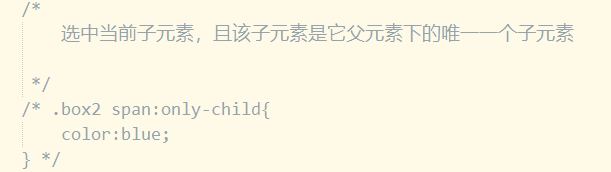 /*
选中当前子元素，且该子元素是它父元素下的唯一一个子元素
*/
/* .box2 span:only-child{
color:blue;
} */